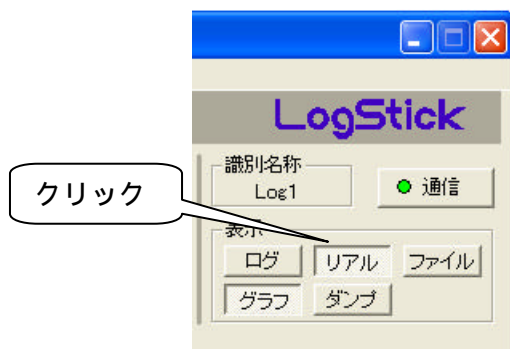 LogStick
識別名称
Log1
通信
クリック
表示
ログ リアル ファイル
グラフ ダンプ